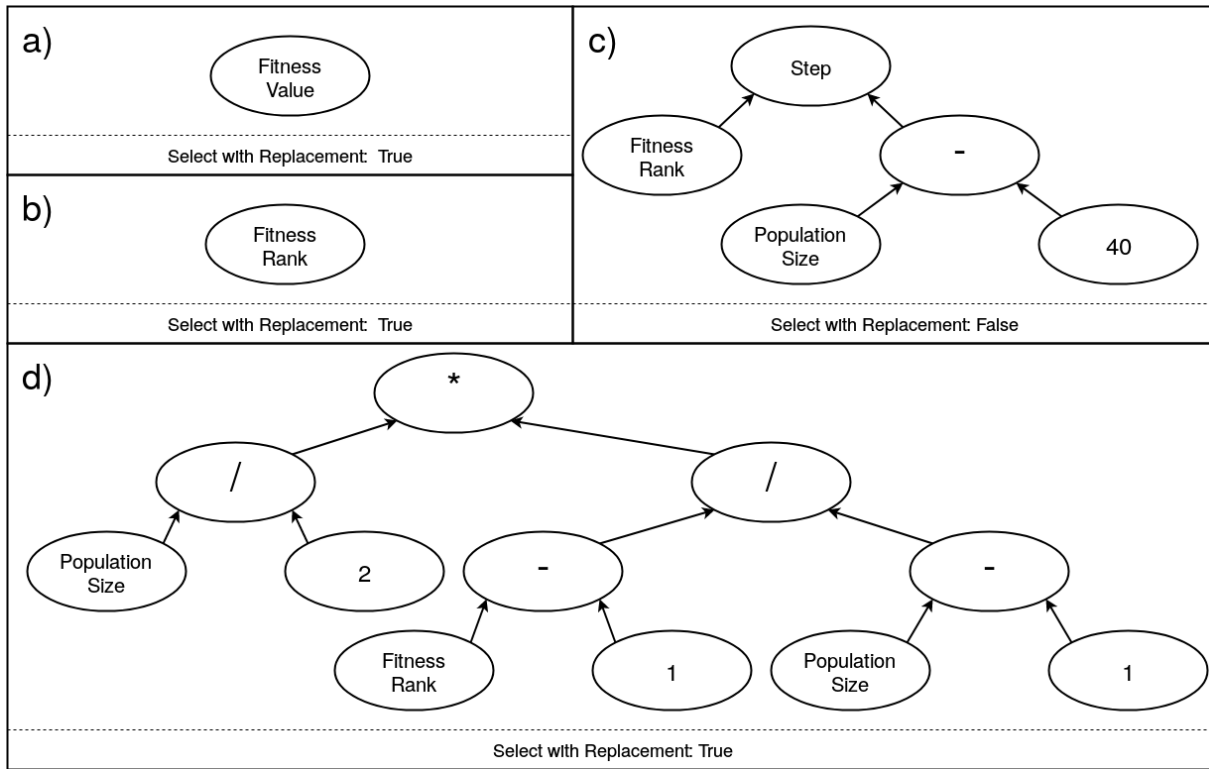 a)
Fitness
Value
Select with Replacement: True
b)
Fitness
Rank
Select with Replacement: True
c)
Step
Fitness
Rank
-
Population
Size
40
Select with Replacement: False
d)
*
/
/
Population
Size
2
-
-
Fitness
Rank
1
Population
Size
1
Select with Replacement: True